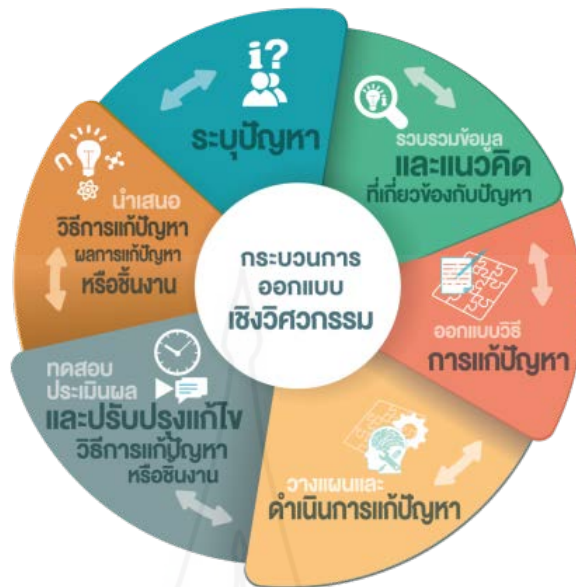 กระบวนการ
ออกแบบ
เชิงวิศวกรรม
i?
ระบุปัญหา
i
รวบรวมข้อมูล
และแนวคิด
ที่เกี่ยวข้องกับปัญหา
ออกแบบวิธี
การแก้ปัญหา
วางแผนและ
ดำเนินการแก้ปัญหา
ทดสอบ
ประเมินผล
และปรับปรุงแก้ไข
วิธีการแก้ปัญหา
หรือชิ้นงาน
นำเสนอ
วิธีการแก้ปัญหา
ผลการแก้ปัญหา
หรือชิ้นงาน